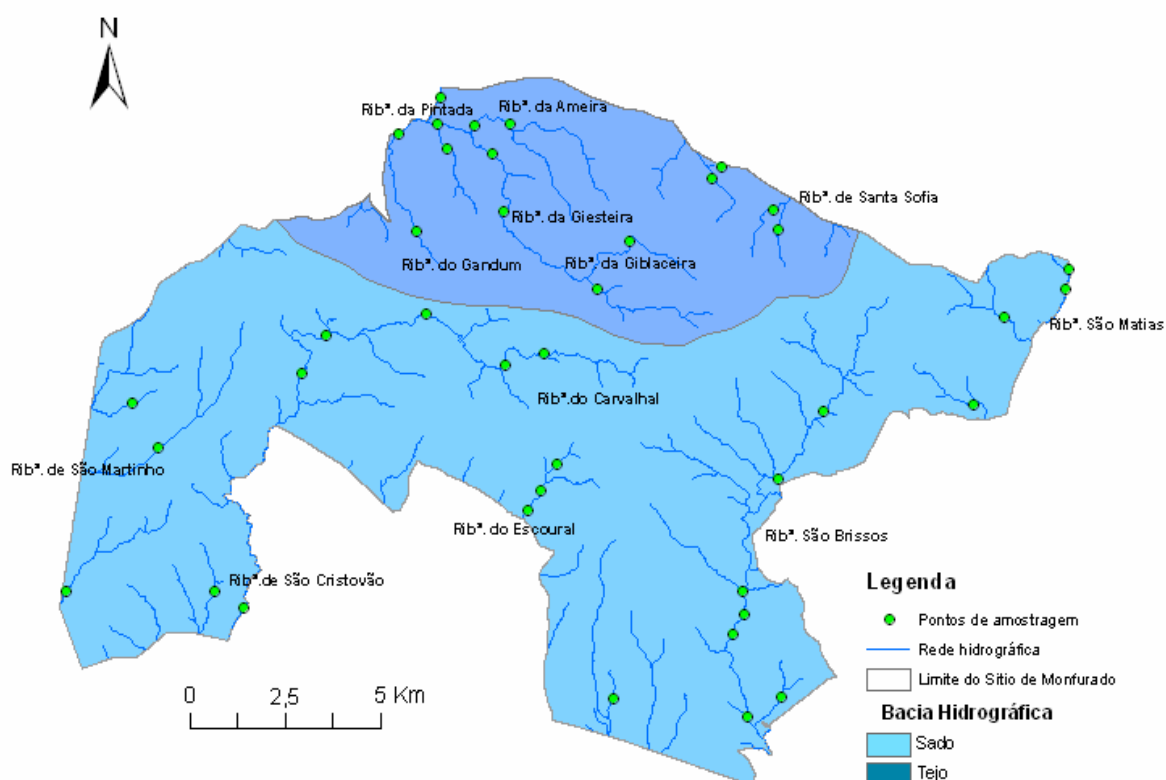 N
Ribª. da Pintada
Ribª. da Ameira
Ribª. de Santa Sofia
Ribª. da Giesteira
Ribª. do Gandum
Ribª. da Giblaceira
Ribª. São Matias
Ribª.do Carvalhal
Ribª. de São Martinho
Ribª. do Escoural
Ribª. São Brissos
Ribª.de São Cristovão
0 2,5 5 Km
Legenda
Pontos de amostragem
Rede hidrográfica
Limite do Sítio de Monfurado
Bacia Hidrográfica
Sado
Tejo